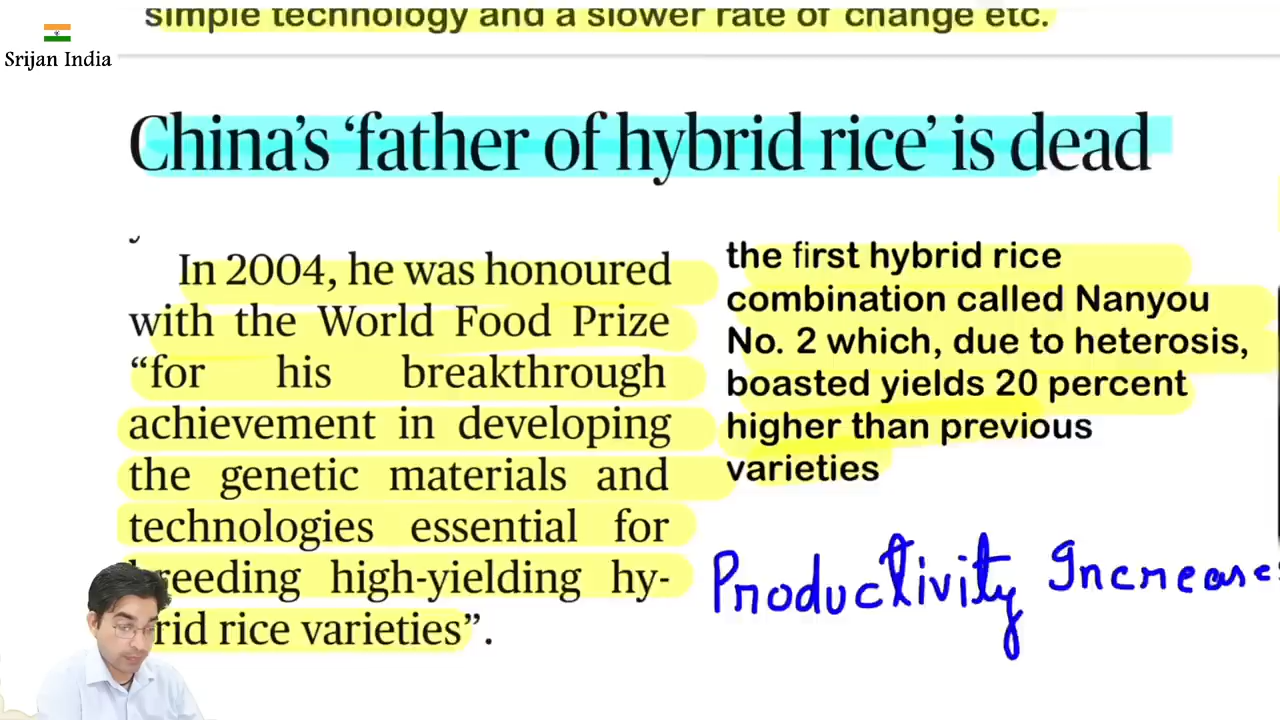 simple technology and a slower rate of change etc.
Srijan India
China's ‘father of hybrid rice’ is dead
In 2004, he was honoured
with the World Food Prize
“for his breakthrough
achievement in developing
the genetic materials and
technologies essential for
breeding high-yielding hy-
rid rice varieties”.
the first hybrid rice
combination called Nanyou
No. 2 which, due to heterosis,
boasted yields 20 percent
higher than previous
varieties
Productivity Increase